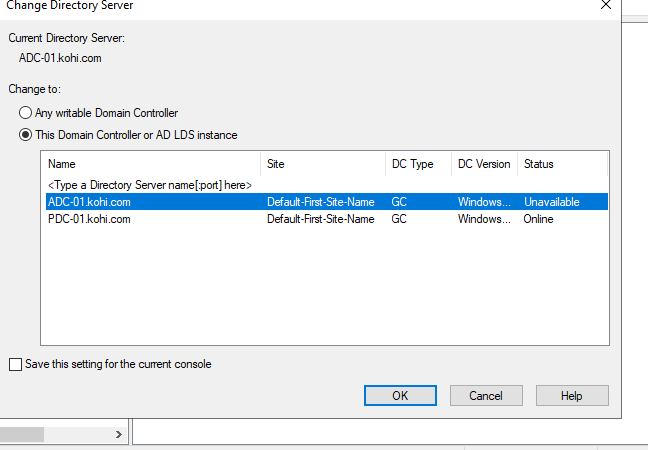 Change Directory Server
Current Directory Server:
ADC-01.kohi.com
Change to:
Any writable Domain Controller
This Domain Controller or AD LDS instance
Name Site DC Type DC Version Status
<Type a Directory Server name[:port] here>
ADC-01.kohi.com Default-First-Site-Name GC Windows... Unavailable
PDC-01.kohi.com Default-First-Site-Name GC Windows... Online
Save this setting for the current console
OK Cancel Help